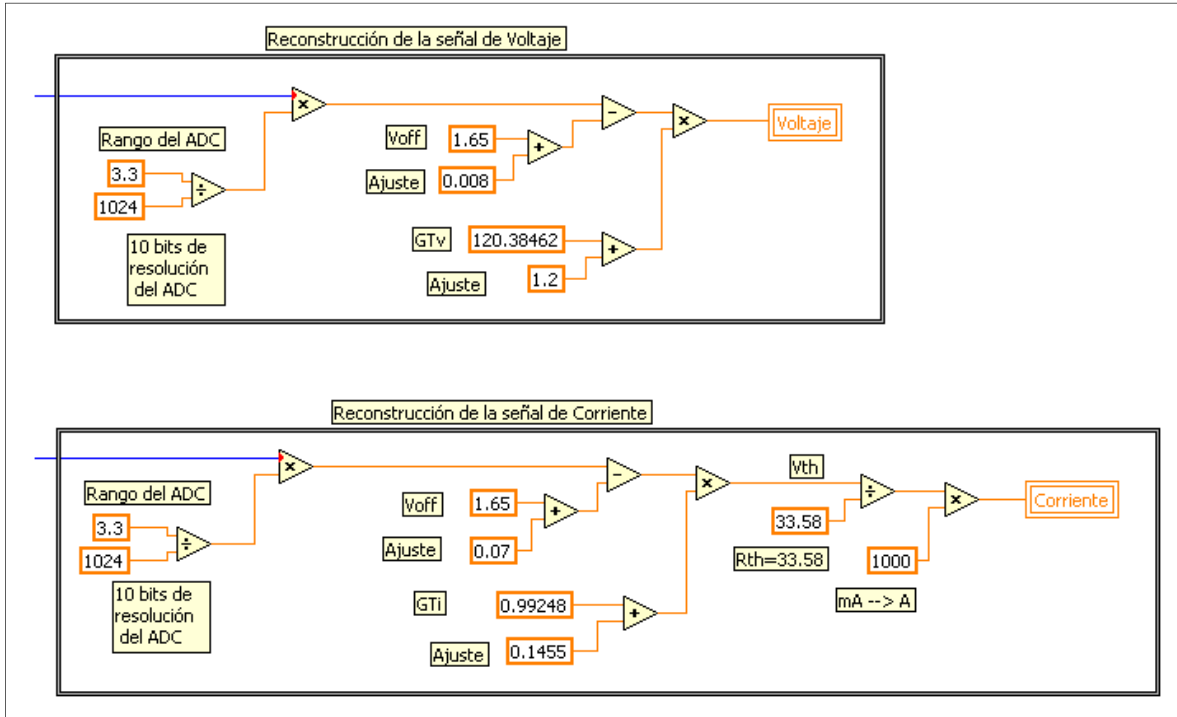 Reconstrucción de la señal de Voltaje
×
Rango del ADC
3.3
1024
÷
10 bits de
resolución
del ADC
Voff
1.65
+
Ajuste
0.008
−
×
Voltaje
GTv
120.38462
+
Ajuste
1.2
Reconstrucción de la señal de Corriente
×
Rango del ADC
3.3
1024
÷
10 bits de
resolución
del ADC
Voff
1.65
+
Ajuste
0.07
−
×
GTi
0.99248
+
Ajuste
0.1455
Vth
÷
33.58
Rth=33.58
×
1000
mA --> A
Corriente